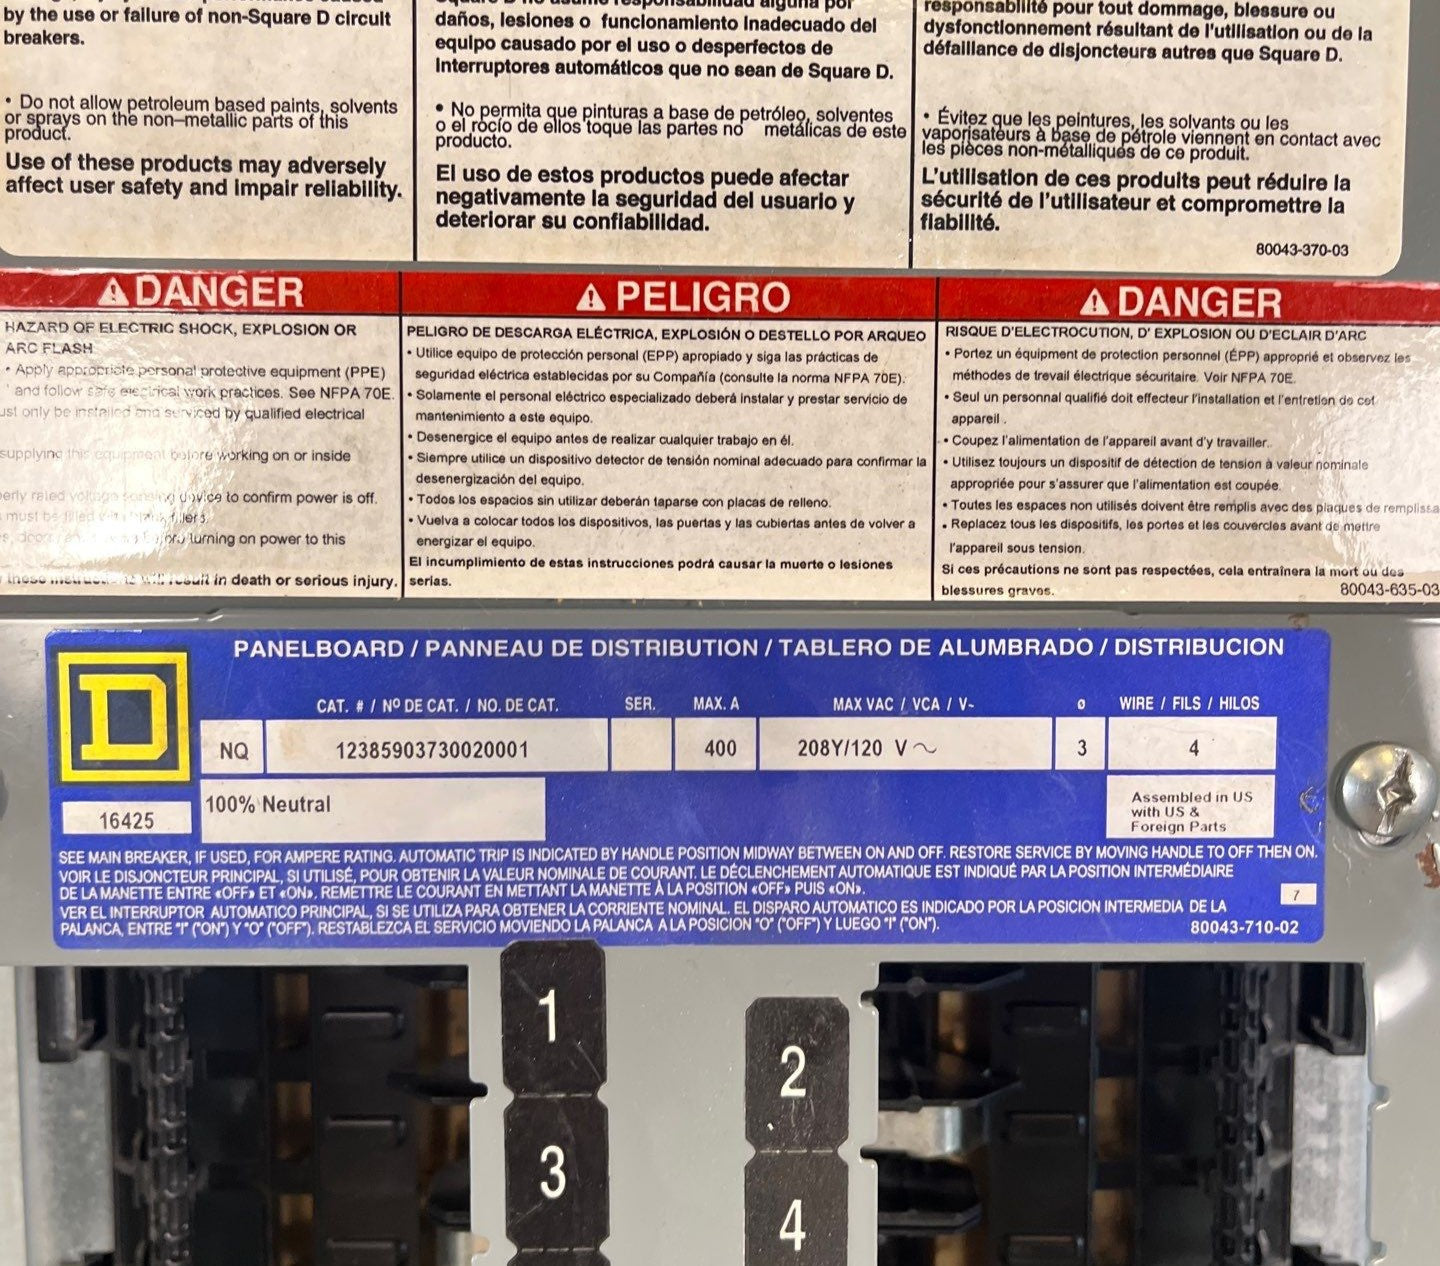 by the use or failure of non-Square D circuit
breakers.
• Do not allow petroleum based paints, solvents
or sprays on the non–metallic parts of this
product.
Use of these products may adversely
affect user safety and impair reliability.
daños, lesiones o funcionamiento inadecuado del
equipo causado por el uso o desperfectos de
Interruptores automáticos que no sean de Square D.
• No permita que pinturas a base de petróleo, solventes
o el rocío de ellos toque las partes no metálicas de este
producto.
El uso de estos productos puede afectar
negativamente la seguridad del usuario y
deteriorar su confiabilidad.
responsabilité pour tout dommage, blessure ou
dysfonctionnement résultant de l'utilisation ou de la
défaillance de disjoncteurs autres que Square D.
• Évitez que les peintures, les solvants ou les
vaporisateurs à base de pétrole viennent en contact avec
les pièces non-métalliques de ce produit.
L'utilisation de ces produits peut réduire la
sécurité de l'utilisateur et compromettre la
fiabilité.
80043-370-03
⚠ DANGER
HAZARD OF ELECTRIC SHOCK, EXPLOSION OR
ARC FLASH
• Apply appropriate personal protective equipment (PPE)
and follow safe electrical work practices. See NFPA 70E.
only be installed and serviced by qualified electrical
supplying this equipment before working on or inside
rated voltage sensing device to confirm power is off.
must be filled with blank fillers.
before turning on power to this
these instructions will result in death or serious injury.
⚠ PELIGRO
PELIGRO DE DESCARGA ELÉCTRICA, EXPLOSIÓN O DESTELLO POR ARQUEO
• Utilice equipo de protección personal (EPP) apropiado y siga las prácticas de
seguridad eléctrica establecidas por su Compañía (consulte la norma NFPA 70E).
• Solamente el personal eléctrico especializado deberá instalar y prestar servicio de
mantenimiento a este equipo.
• Desenergice el equipo antes de realizar cualquier trabajo en él.
• Siempre utilice un dispositivo detector de tensión nominal adecuado para confirmar la
desenergización del equipo.
• Todos los espacios sin utilizar deberán taparse con placas de relleno.
• Vuelva a colocar todos los dispositivos, las puertas y las cubiertas antes de volver a
energizar el equipo.
El incumplimiento de estas instrucciones podrá causar la muerte o lesiones
serias.
⚠ DANGER
RISQUE D'ELECTROCUTION, D' EXPLOSION OU D'ECLAIR D'ARC
• Portez un équipement de protection personnel (ÉPP) approprié et observez les
méthodes de travail électrique sécuritaire. Voir NFPA 70E.
• Seul un personnal qualifié doit effecteur l'installation et l'entretien de cet
appareil .
• Coupez l'alimentation de l'appareil avant d'y travailler.
• Utilisez toujours un dispositif de détection de tension à valeur nominale
appropriée pour s'assurer que l'alimentation est coupée.
• Toutes les espaces non utilisés doivent être remplis avec des plaques de
• Replacez tous les dispositifs, les portes et les couvercles avant de mettre
l'appareil sous tension.
Si ces précautions ne sont pas respectées, cela entraînera la mort ou des
blessures graves.
80043-635-03
PANELBOARD / PANNEAU DE DISTRIBUTION / TABLERO DE ALUMBRADO / DISTRIBUCION
D
CAT. # / Nº DE CAT. / NO. DE CAT. SER. MAX. A MAX VAC / VCA / V~ ø WIRE / FILS / HILOS
NQ 12385903730020001 400 208Y/120 V ~ 3 4
16425
100% Neutral
Assembled in US
with US &
Foreign Parts
SEE MAIN BREAKER, IF USED, FOR AMPERE RATING. AUTOMATIC TRIP IS INDICATED BY HANDLE POSITION MIDWAY BETWEEN ON AND OFF. RESTORE SERVICE BY MOVING HANDLE TO OFF THEN ON.
VOIR LE DISJONCTEUR PRINCIPAL, SI UTILISÉ, POUR OBTENIR LA VALEUR NOMINALE DE COURANT. LE DÉCLENCHEMENT AUTOMATIQUE EST INDIQUÉ PAR LA POSITION INTERMÉDIAIRE
DE LA MANETTE ENTRE «OFF» ET «ON». REMETTRE LE COURANT EN METTANT LA MANETTE À LA POSITION «OFF» PUIS «ON».
7
VER EL INTERRUPTOR AUTOMATICO PRINCIPAL, SI SE UTILIZA PARA OBTENER LA CORRIENTE NOMINAL. EL DISPARO AUTOMATICO ES INDICADO POR LA POSICION INTERMEDIA DE LA
PALANCA, ENTRE "I" ("ON") Y "O" ("OFF"). RESTABLEZCA EL SERVICIO MOVIENDO LA PALANCA A LA POSICION "O" ("OFF") Y LUEGO "I" ("ON").
80043-710-02
1
2
3
4